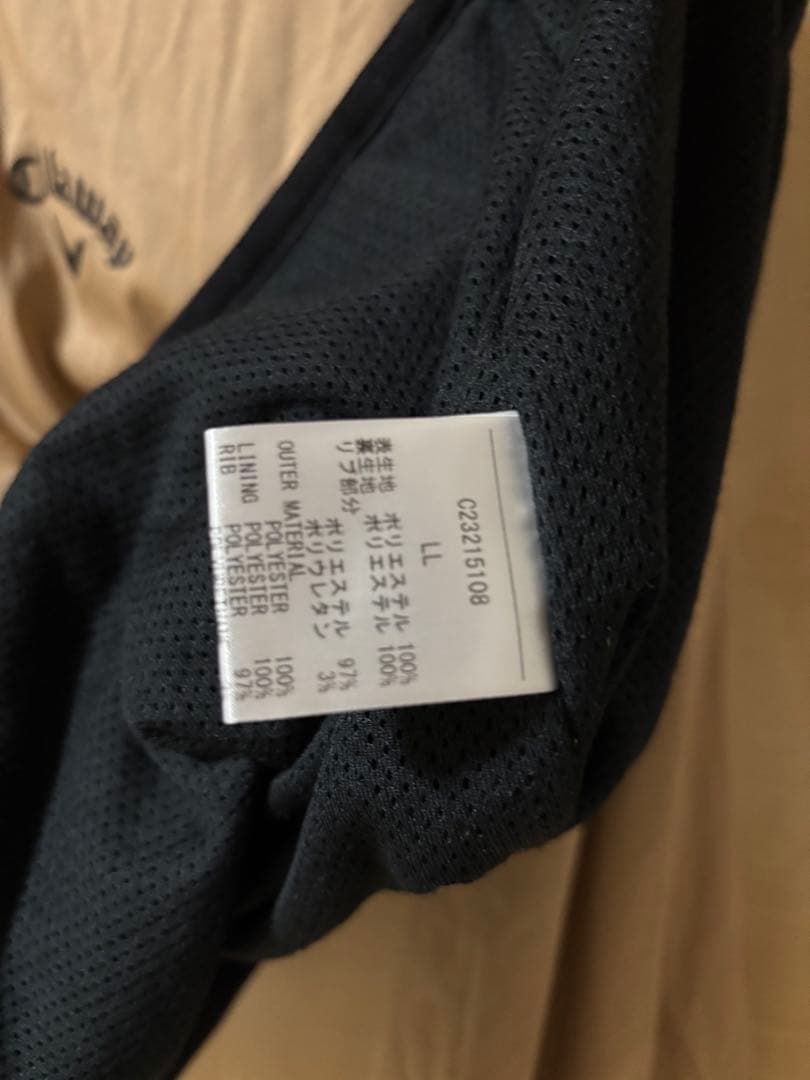 Callaway
C23215108
LL
表生地 ポリエステル 100%
裏生地 ポリエステル 100%
リブ部分
ポリエステル 97%
ポリウレタン 3%
OUTER MATERIAL
POLYESTER 100%
LINING POLYESTER 100%
RIB POLYESTER 97%